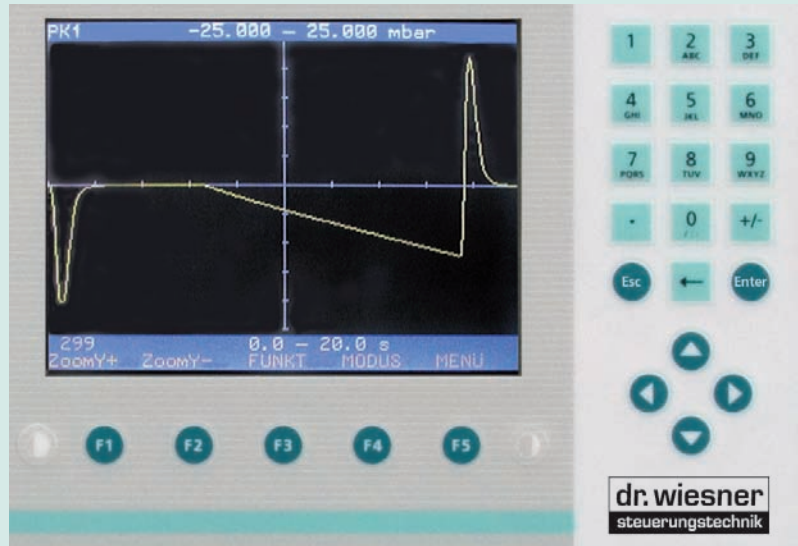 PK1 -25.000 – 25.000 mbar
299 0.0 – 20.0 s
ZoomY+ ZoomY- FUNKT MODUS MENÜ
F1 F2 F3 F4 F5
1 2 3
ABC DEF
4 5 6
GHI JKL MNO
7 8 9
PQRS TUV WXYZ
. 0 +/-
Esc ← Enter
dr. wiesner
steuerungstechnik